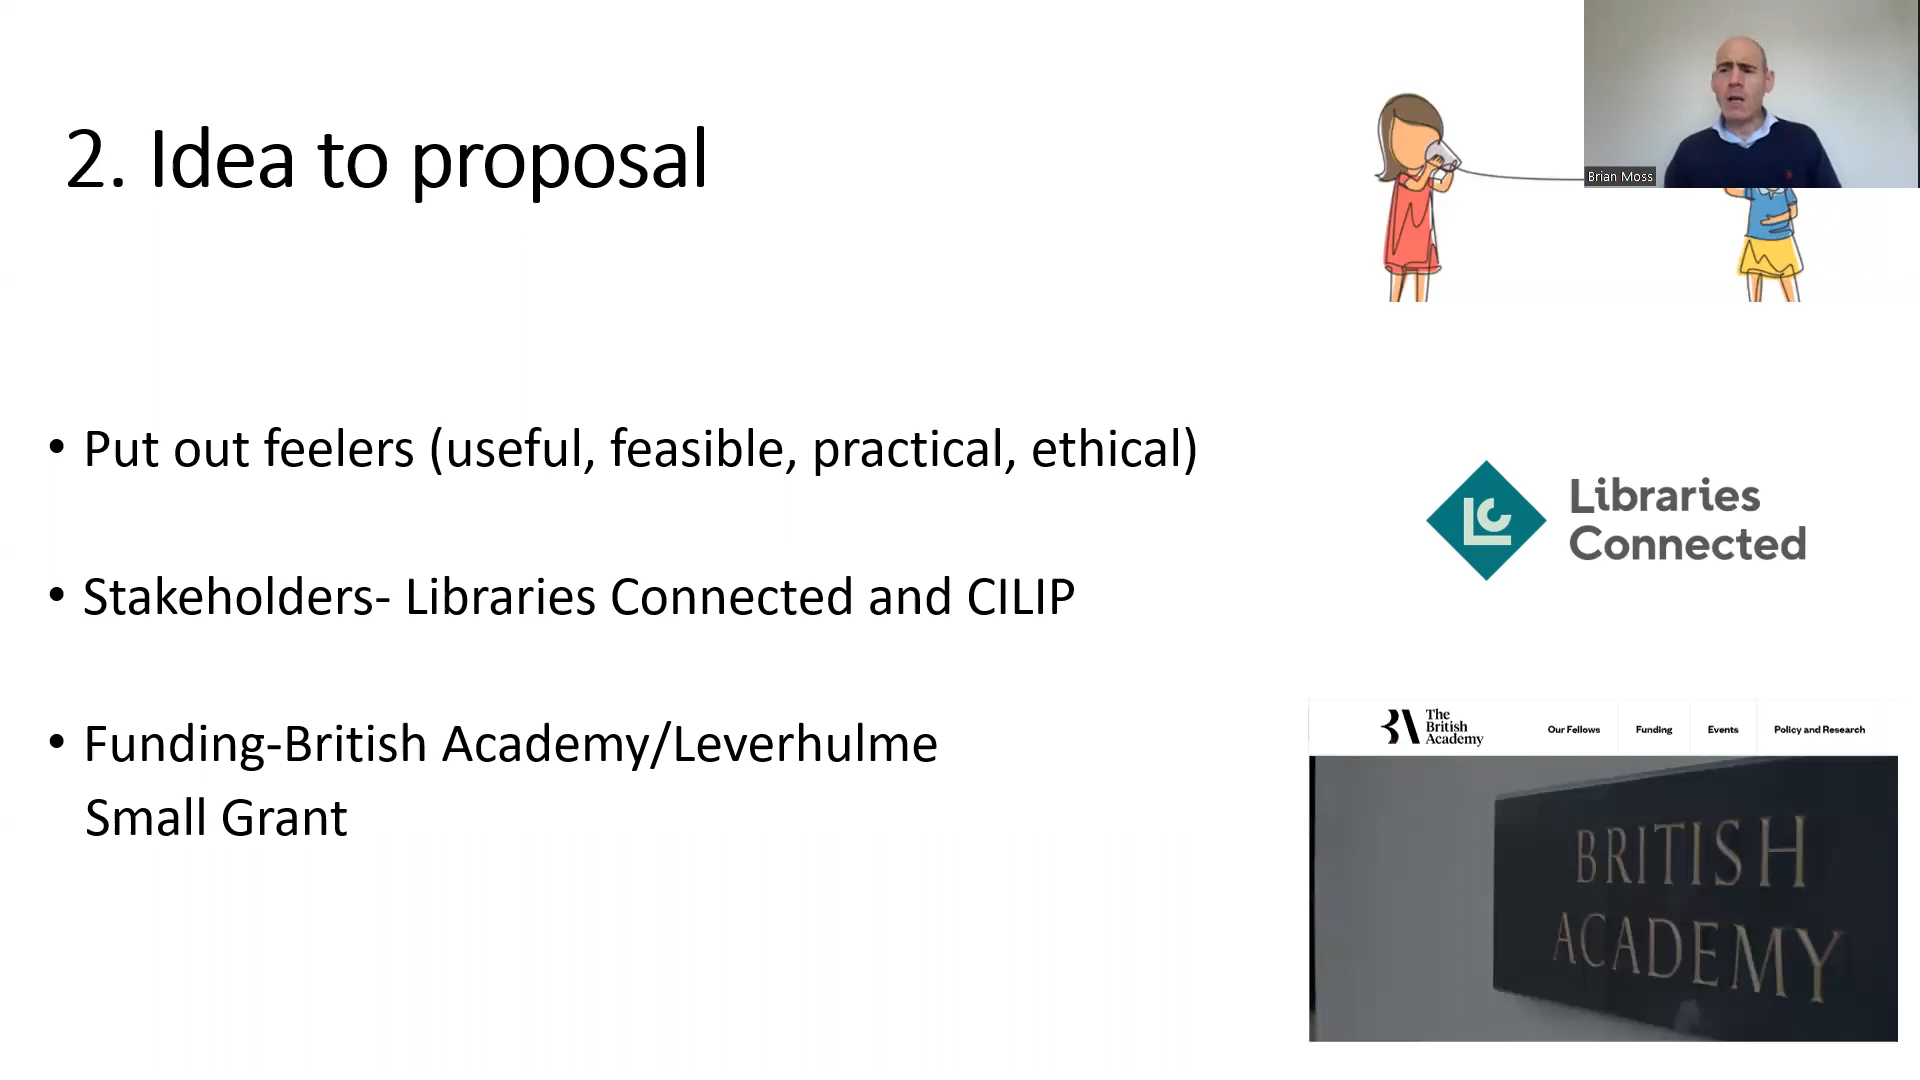 2. Idea to proposal
Brian Moss
• Put out feelers (useful, feasible, practical, ethical)
• Stakeholders- Libraries Connected and CILIP
• Funding-British Academy/Leverhulme
Small Grant
LC
Libraries
Connected
BA
The
British
Academy
Our Fellows
Funding
Events
Policy and Research
BRITISH
ACADEMY